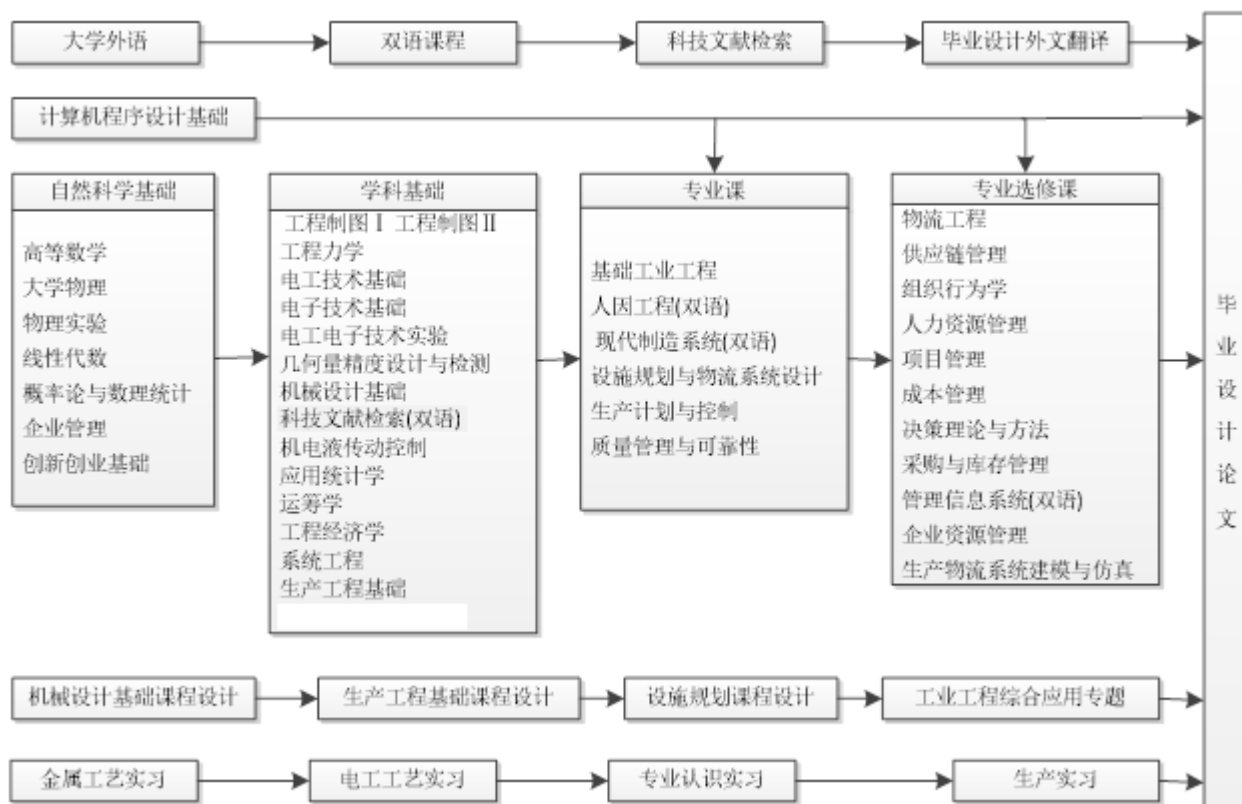 大学外语
双语课程
科技文献检索
毕业设计外文翻译
计算机程序设计基础
自然科学基础
高等数学
大学物理
物理实验
线性代数
概率论与数理统计
企业管理
创新创业基础
学科基础
工程制图Ⅰ 工程制图Ⅱ
工程力学
电工技术基础
电子技术基础
电工电子技术实验
几何量精度设计与检测
机械设计基础
科技文献检索(双语)
机电液传动控制
应用统计学
运筹学
工程经济学
系统工程
生产工程基础
专业课
基础工业工程
人因工程(双语)
现代制造系统(双语)
设施规划与物流系统设计
生产计划与控制
质量管理与可靠性
专业选修课
物流工程
供应链管理
组织行为学
人力资源管理
项目管理
成本管理
决策理论与方法
采购与库存管理
管理信息系统(双语)
企业资源管理
生产物流系统建模与仿真
机械设计基础课程设计
生产工程基础课程设计
设施规划课程设计
工业工程综合应用专题
金属工艺实习
电工工艺实习
专业认识实习
生产实习
毕业设计论文